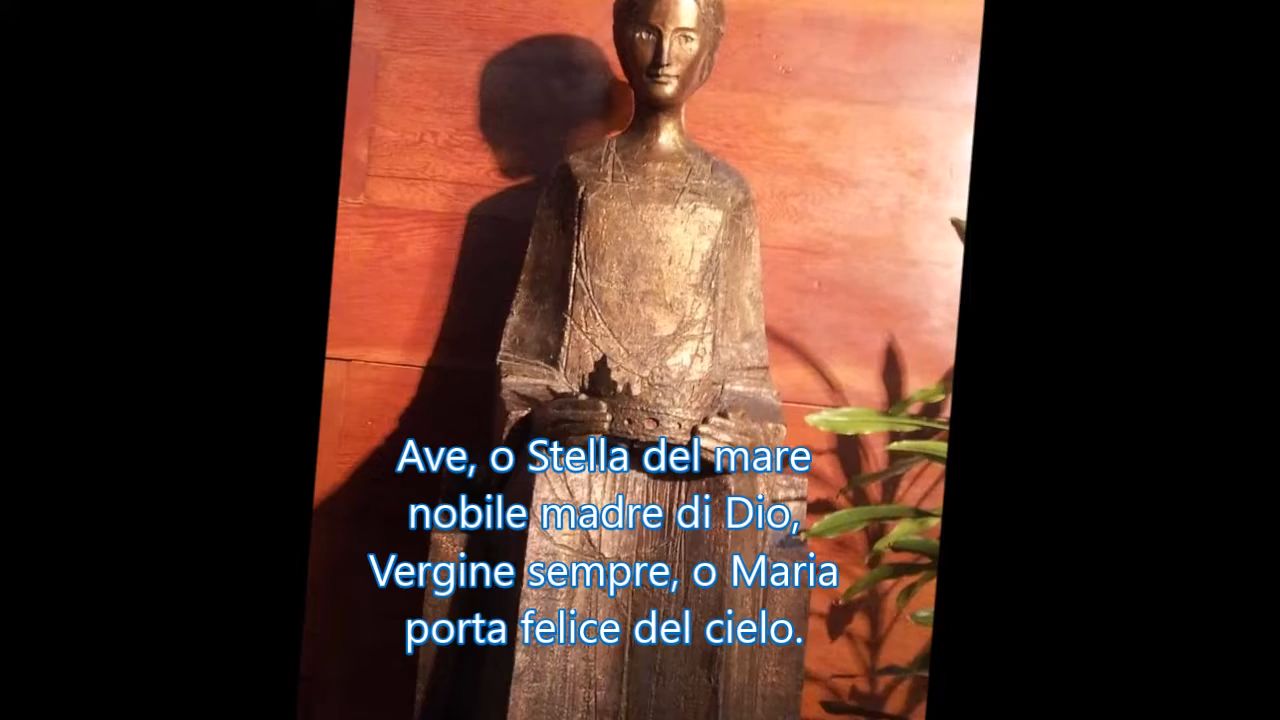 Ave, o Stella del mare
nobile madre di Dio,
Vergine sempre, o Maria
porta felice del cielo.